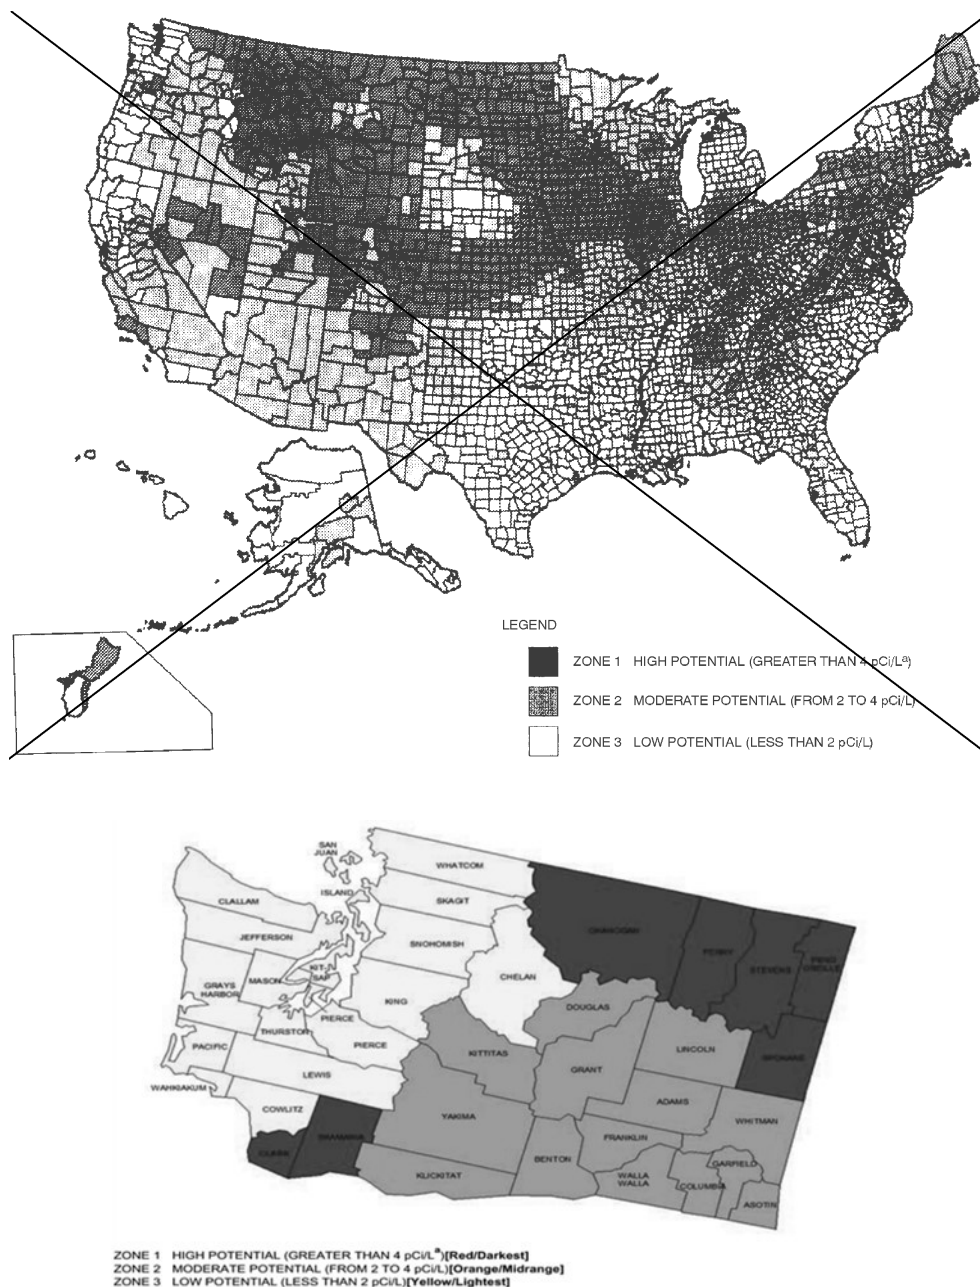 LEGEND
ZONE 1 HIGH POTENTIAL (GREATER THAN 4 pCi/Lª)
ZONE 2 MODERATE POTENTIAL (FROM 2 TO 4 pCi/L)
ZONE 3 LOW POTENTIAL (LESS THAN 2 pCi/L)
SAN
JUAN
WHATCOM
ISLAND
SKAGIT
CLALLAM
OKANOGAN
FERRY
STEVENS
PEND
OREILLE
JEFFERSON
SNOHOMISH
CHELAN
KIT-
SAP
MASON
GRAYS
HARBOR
KING
DOUGLAS
PIERCE
THURSTON
PIERCE
PACIFIC
KITTITAS
LINCOLN
SPOKANE
GRANT
LEWIS
WAHKIAKUM
COWLITZ
YAKIMA
ADAMS
WHITMAN
SKAMANIA
CLARK
FRANKLIN
BENTON
KLICKITAT
WALLA
WALLA
GARFIELD
COLUMBIA
ASOTIN
ZONE 1 HIGH POTENTIAL (GREATER THAN 4 pCi/Lª)[Red/Darkest]
ZONE 2 MODERATE POTENTIAL (FROM 2 TO 4 pCi/L)[Orange/Midrange]
ZONE 3 LOW POTENTIAL (LESS THAN 2 pCi/L)[Yellow/Lightest]